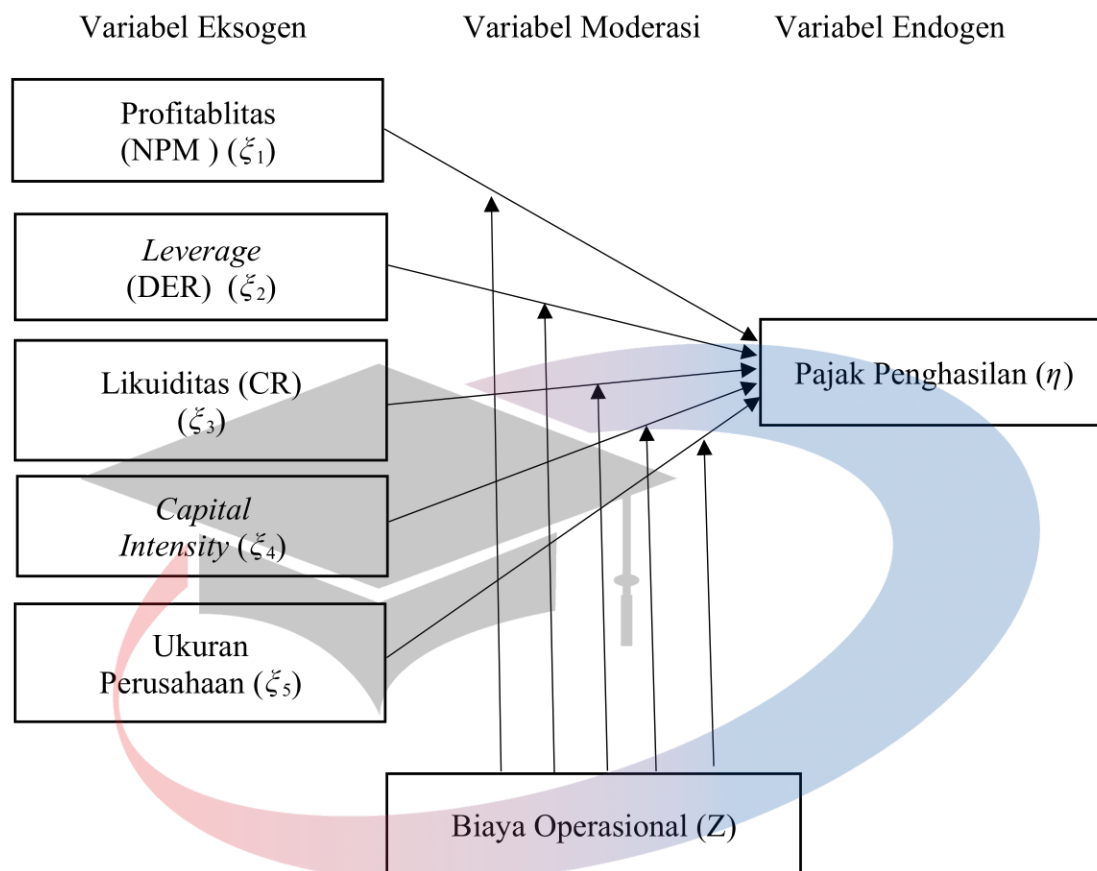 Variabel Eksogen
Variabel Moderasi
Variabel Endogen
Profitablitas
(NPM ) (ξ₁)
Leverage
(DER) (ξ₂)
Likuiditas (CR)
(ξ₃)
Capital
Intensity (ξ₄)
Ukuran
Perusahaan (ξ₅)
Pajak Penghasilan (η)
Biaya Operasional (Z)